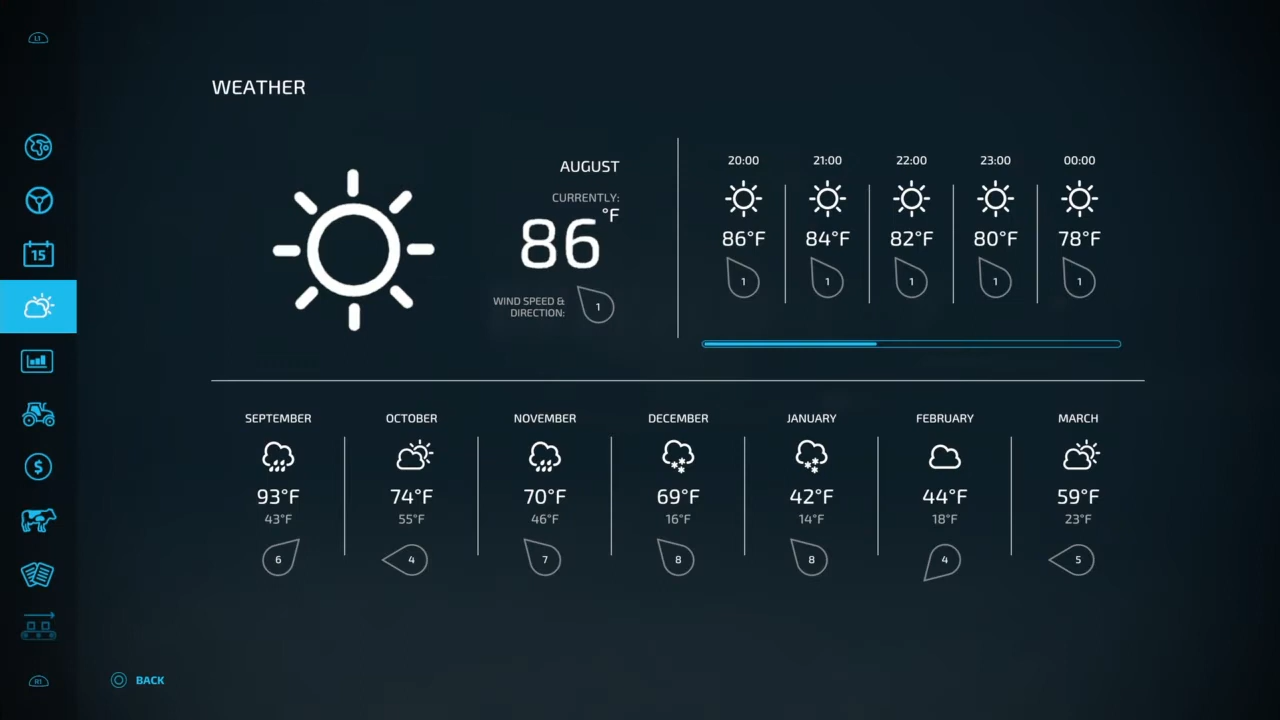 L1
WEATHER
AUGUST
CURRENTLY:
86 °F
WIND SPEED &
DIRECTION:
1
20:00 21:00 22:00 23:00 00:00
86°F 84°F 82°F 80°F 78°F
1 1 1 1 1
15
$
SEPTEMBER OCTOBER NOVEMBER DECEMBER JANUARY FEBRUARY MARCH
93°F 74°F 70°F 69°F 42°F 44°F 59°F
43°F 55°F 46°F 16°F 14°F 18°F 23°F
6 4 7 8 8 4 5
R1
BACK